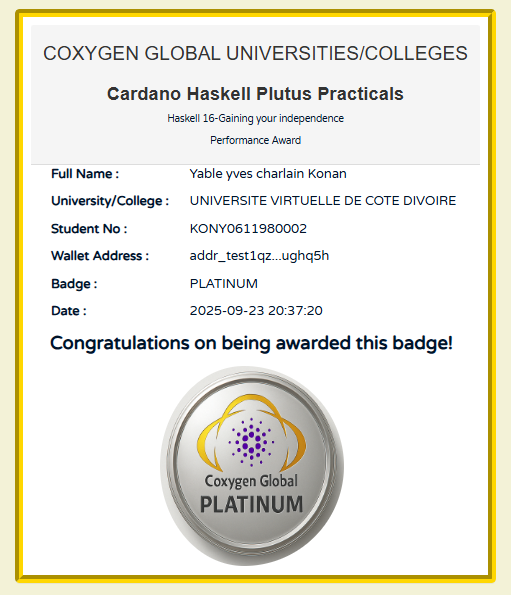 COXYGEN GLOBAL UNIVERSITIES/COLLEGES
Cardano Haskell Plutus Practicals
Haskell 16-Gaining your independence
Performance Award
Full Name : Yable yves charlain Konan
University/College : UNIVERSITE VIRTUELLE DE COTE DIVOIRE
Student No : KONY0611980002
Wallet Address : addr_test1qz...ughq5h
Badge : PLATINUM
Date : 2025-09-23 20:37:20
Congratulations on being awarded this badge!
Coxygen Global
PLATINUM